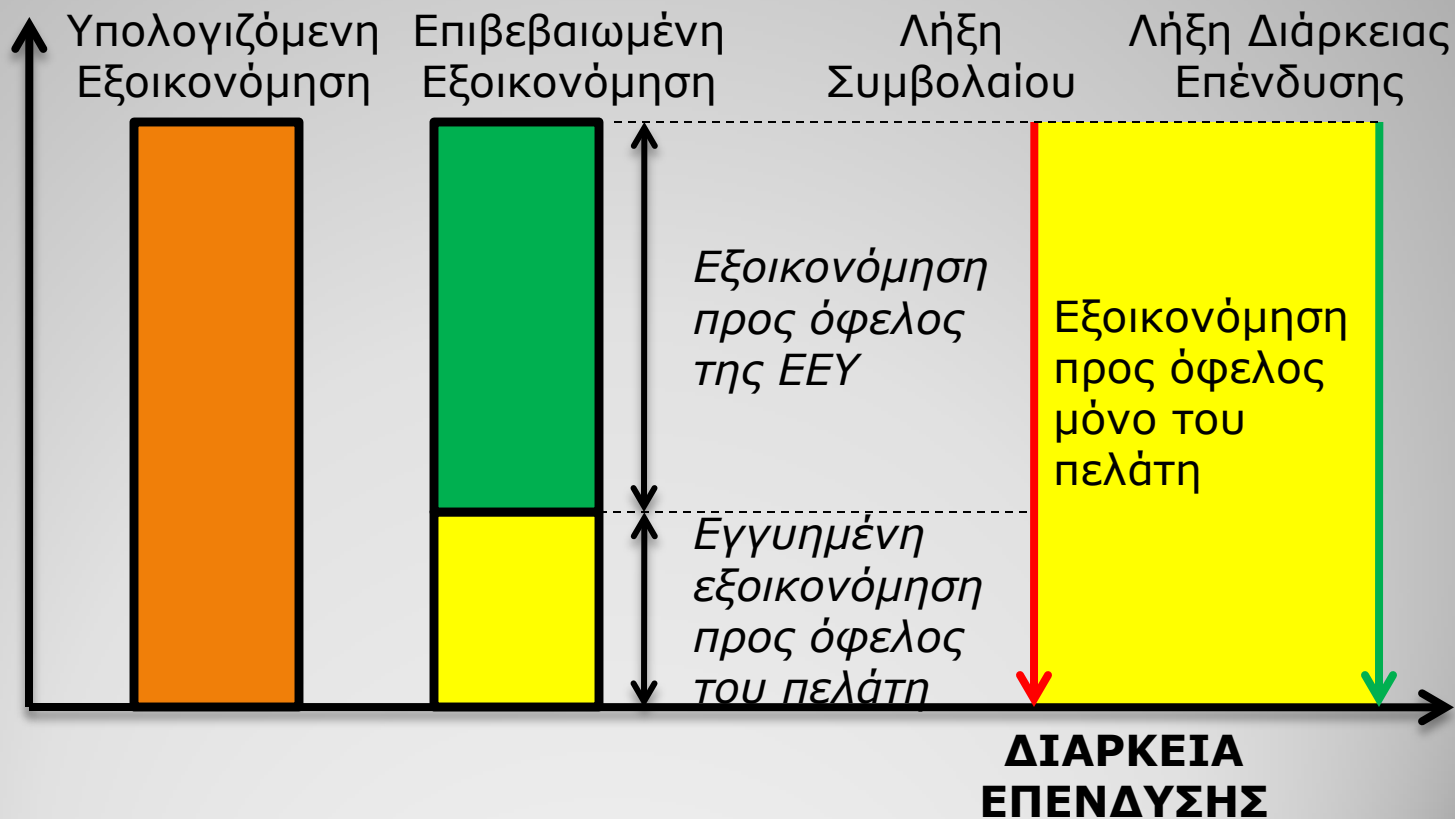 Υπολογιζόμενη
Εξοικονόμηση
Επιβεβαιωμένη
Εξοικονόμηση
Λήξη
Συμβολαίου
Λήξη Διάρκειας
Επένδυσης
Εξοικονόμηση
προς όφελος
της ΕΕΥ
Εξοικονόμηση
προς όφελος
μόνο του
πελάτη
Εγγυημένη
εξοικονόμηση
προς όφελος
του πελάτη
ΔΙΑΡΚΕΙΑ
ΕΠΕΝΔΥΣΗΣ